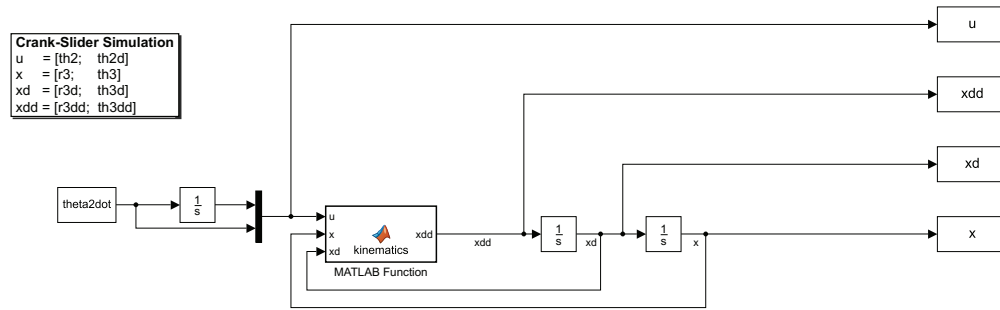 u
Crank-Slider Simulation
u = [th2; th2d]
x = [r3; th3]
xd = [r3d; th3d]
xdd = [r3dd; th3dd]
xdd
xd
theta2dot
1
s
u
x
xd
xdd
kinematics
MATLAB Function
xdd
1
s
xd
1
s
x
x